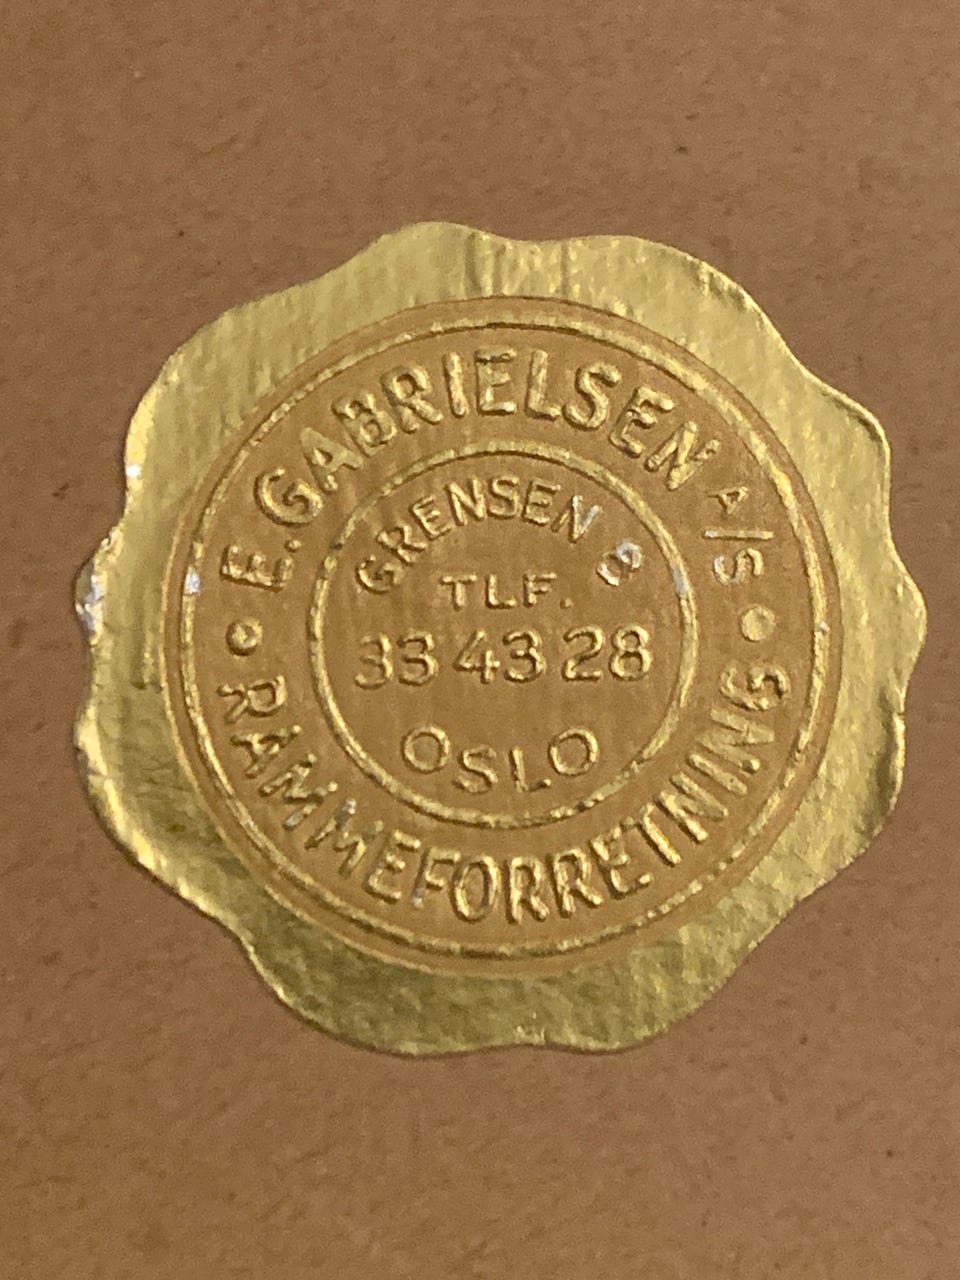 E. GABRIELSEN A/S
GRENSEN 8
TLF.
33 43 28
OSLO
RAMMEFORRETNING